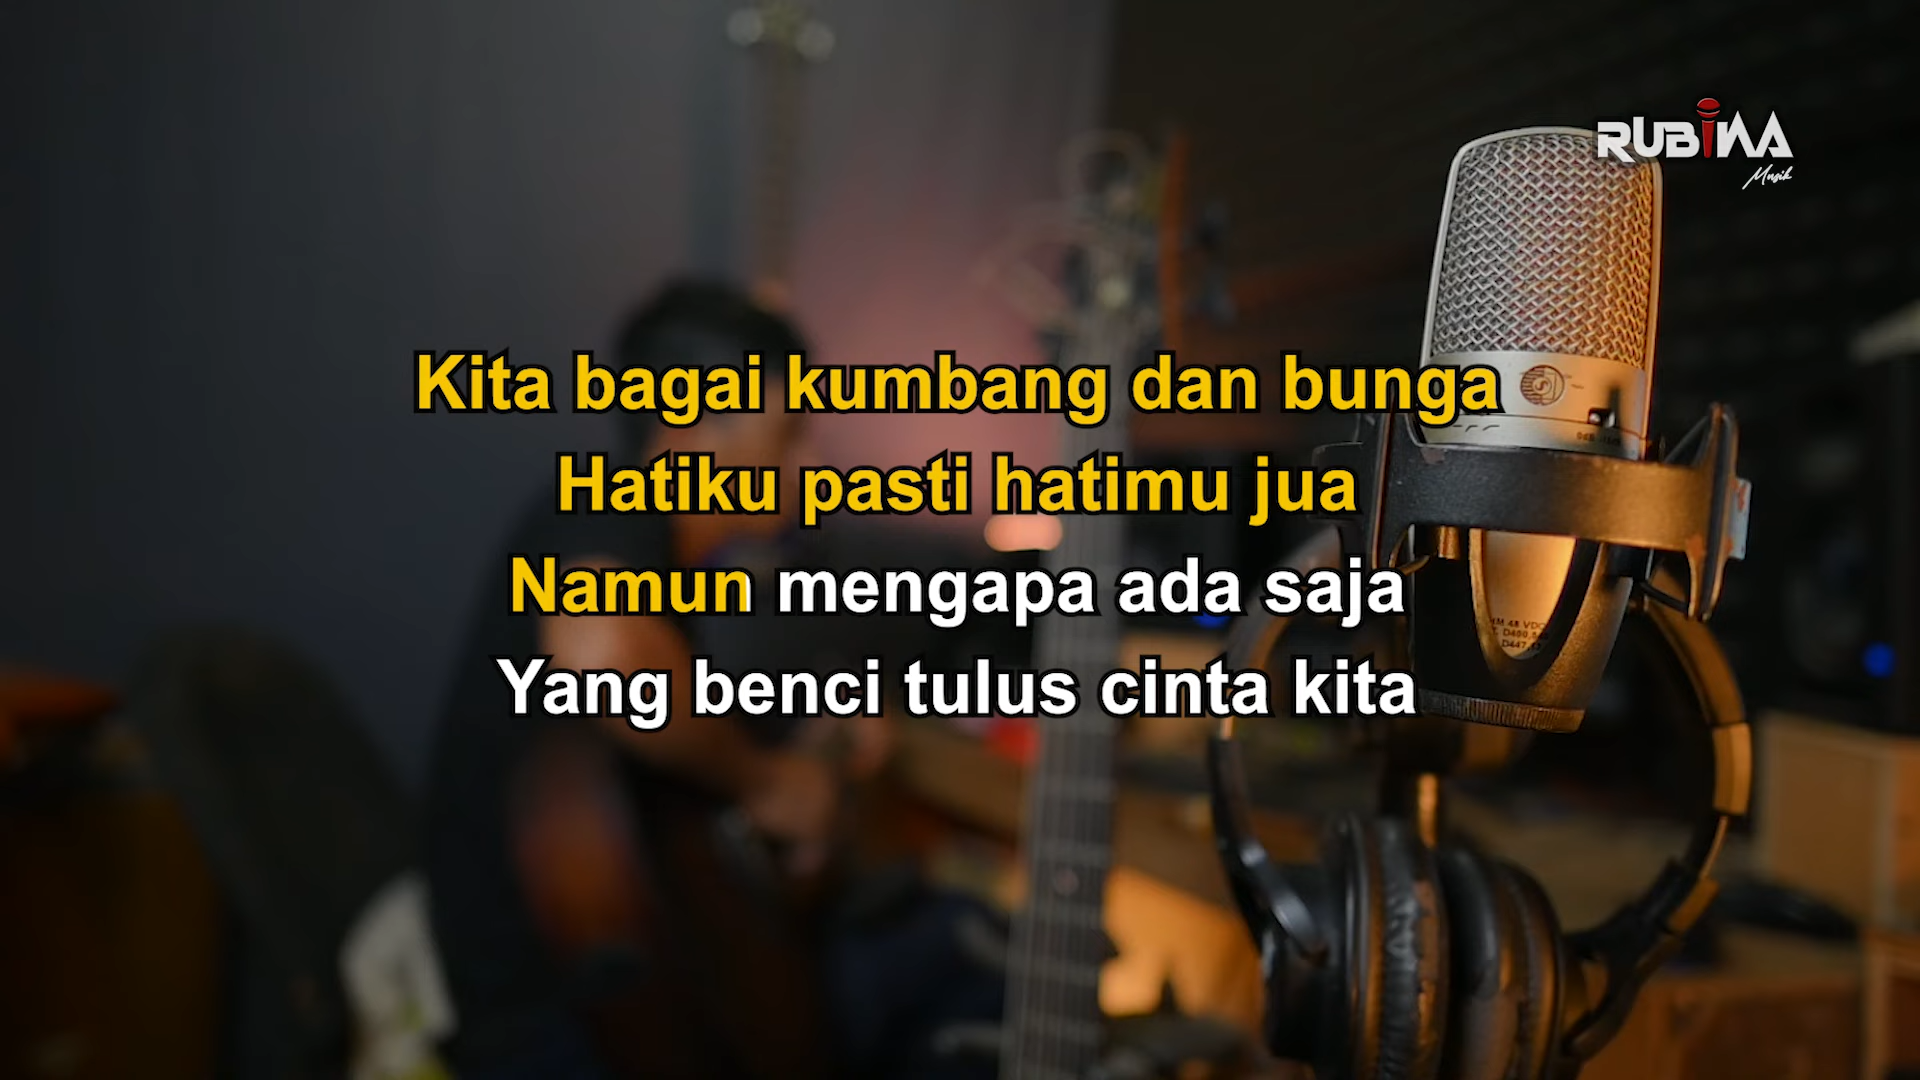 RUBINA
Musik
Kita bagai kumbang dan bunga
Hatiku pasti hatimu jua
Namun mengapa ada saja
Yang benci tulus cinta kita